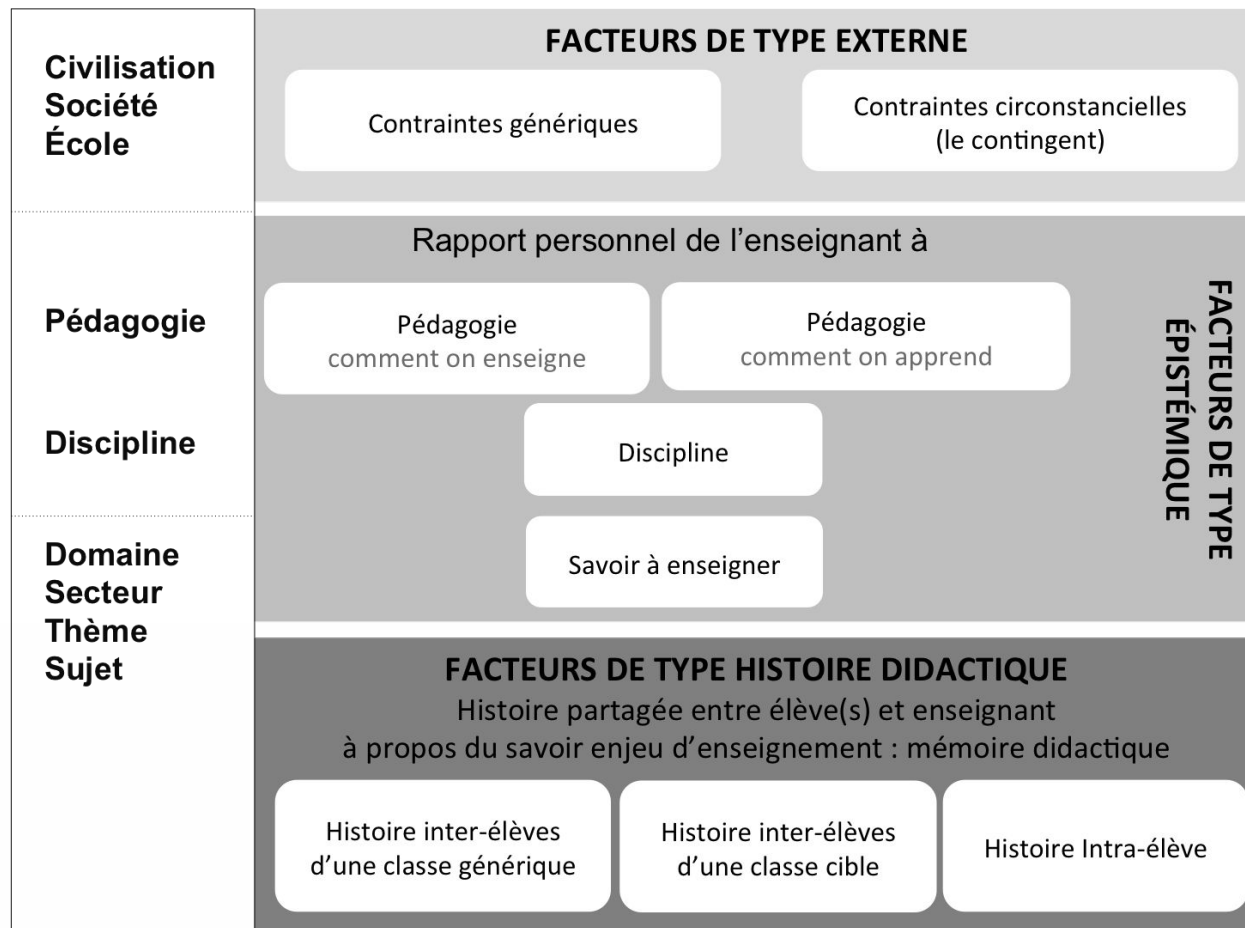 Civilisation
Société
École
FACTEURS DE TYPE EXTERNE
Contraintes génériques
Contraintes circonstancielles
(le contingent)
Pédagogie
Discipline
Rapport personnel de l’enseignant à
Pédagogie
comment on enseigne
Pédagogie
comment on apprend
Discipline
Savoir à enseigner
FACTEURS DE TYPE
ÉPISTÉMIQUE
Domaine
Secteur
Thème
Sujet
FACTEURS DE TYPE HISTOIRE DIDACTIQUE
Histoire partagée entre élève(s) et enseignant
à propos du savoir enjeu d’enseignement : mémoire didactique
Histoire inter-élèves
d’une classe générique
Histoire inter-élèves
d’une classe cible
Histoire Intra-élève